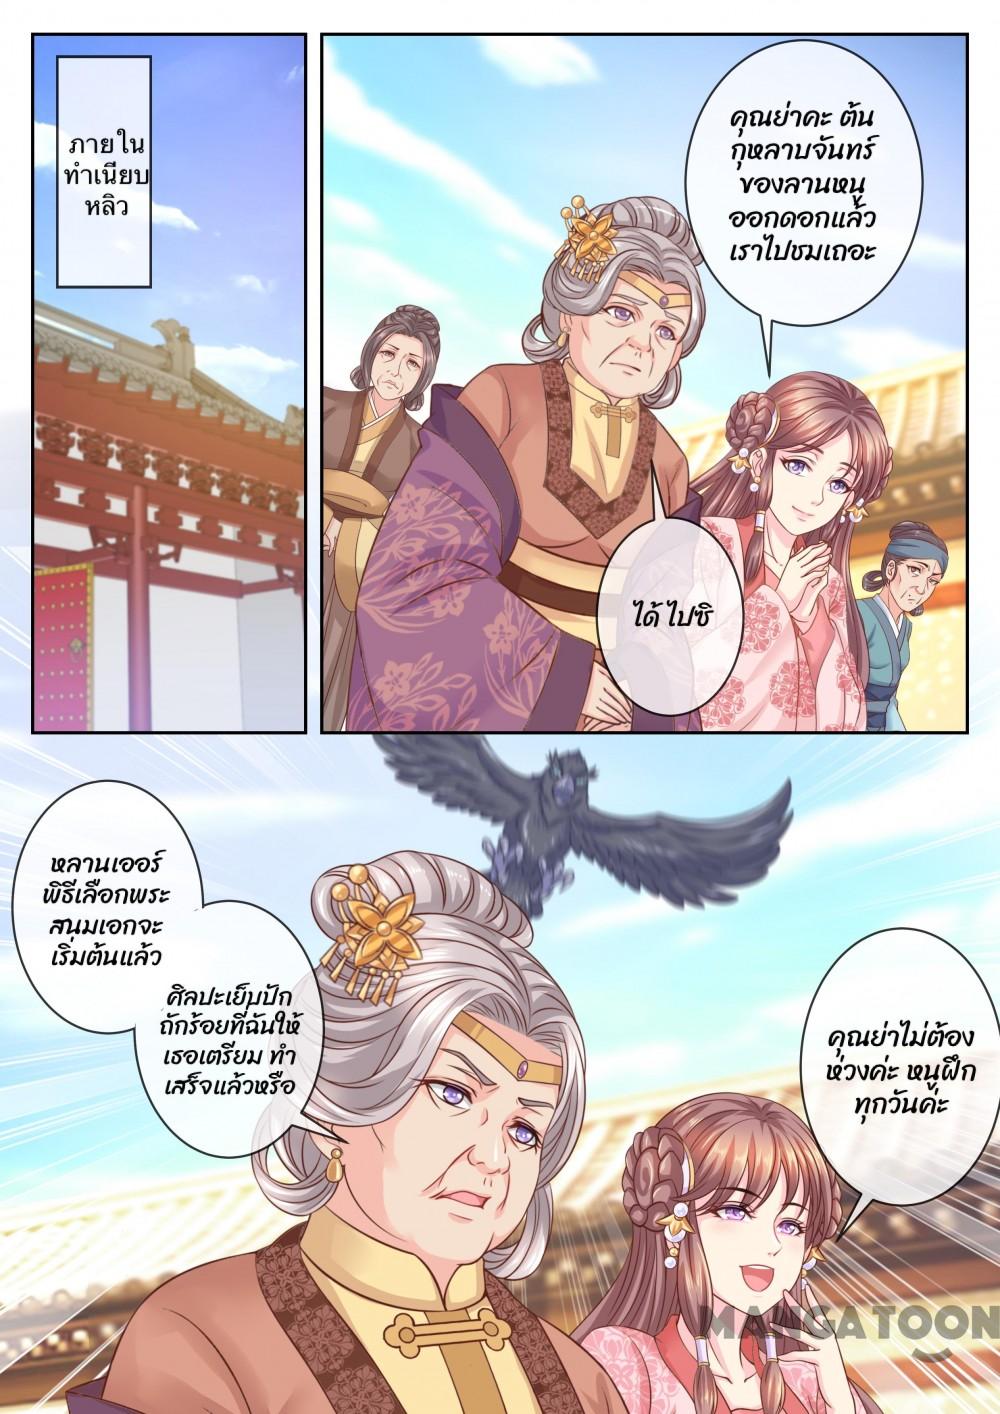 ภายใน
ทำเนียบ
หลิว
คุณย่าคะ ต้น
กุหลาบจันทร์
ของลานหนู
ออกดอกแล้ว
เราไปชมเถอะ
ได้ ไปซิ
หลานเออร์
พิธีเลือกพระ
สนมเอกจะ
เริ่มต้นแล้ว
ศิลปะเย็บปัก
ถักร้อยที่ฉันให้
เธอเตรียม ทำ
เสร็จแล้วหรือ
คุณย่าไม่ต้อง
ห่วงค่ะ หนูฝึก
ทุกวันค่ะ
MANGATOON